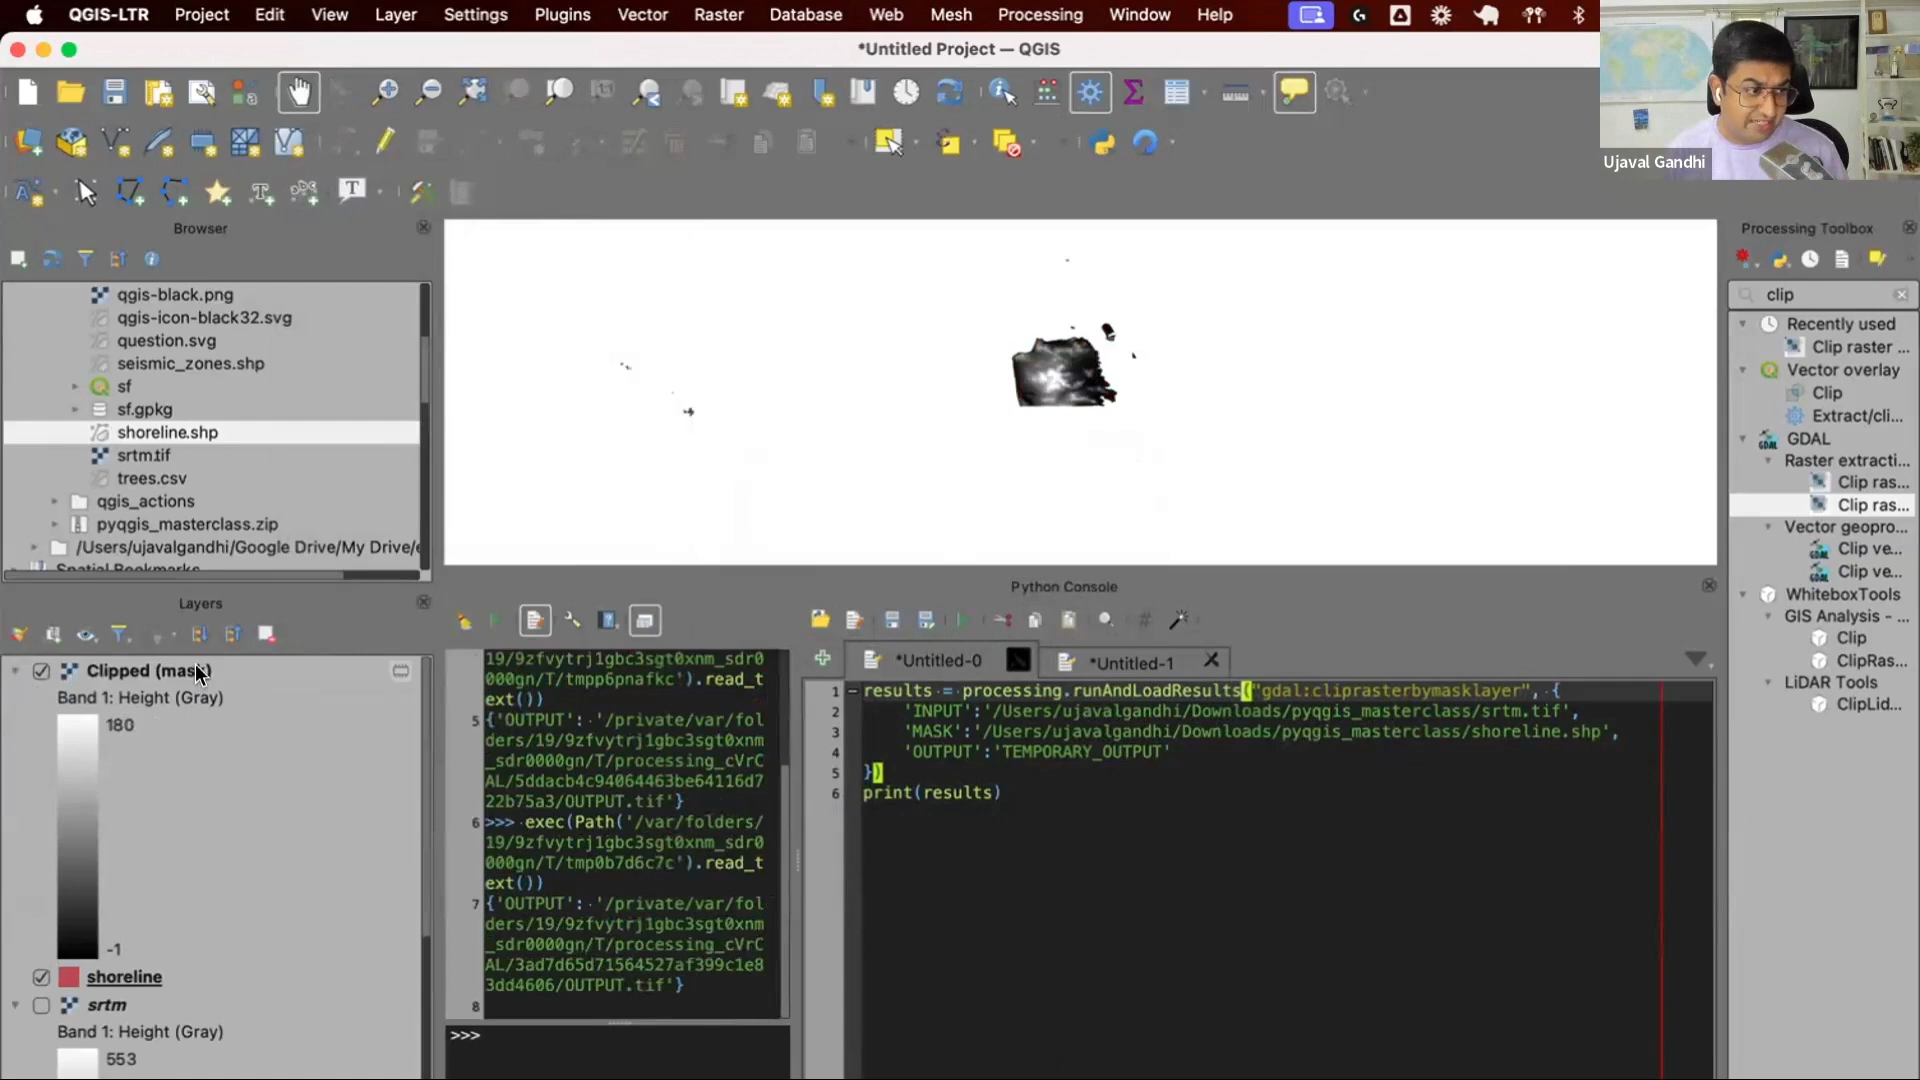 QGIS-LTR Project Edit View Layer Settings Plugins Vector Raster Database Web Mesh Processing Window Help
*Untitled Project — QGIS
Ujaval Gandhi
Browser
qgis-black.png
qgis-icon-black32.svg
question.svg
seismic_zones.shp
sf
sf.gpkg
shoreline.shp
srtm.tif
trees.csv
qgis_actions
pyqgis_masterclass.zip
/Users/ujavalgandhi/Google Drive/My Drive/
Spatial Bookmarks
Layers
Clipped (mask)
Band 1: Height (Gray)
180
-1
shoreline
srtm
Band 1: Height (Gray)
553
Python Console
19/9zfvytrj1gbc3sgt0xnm_sdr0
000gn/T/tmpp6pnafkc').read_t
ext())
5 {'OUTPUT': '/private/var/fol
ders/19/9zfvytrj1gbc3sgt0xnm
_sdr0000gn/T/processing_cVrC
AL/5ddacb4c94064463be64116d7
22b75a3/OUTPUT.tif'}
6 >>> exec(Path('/var/folders/
19/9zfvytrj1gbc3sgt0xnm_sdr0
000gn/T/tmp0b7d6c7c').read_t
ext())
7 {'OUTPUT': '/private/var/fol
ders/19/9zfvytrj1gbc3sgt0xnm
_sdr0000gn/T/processing_cVrC
AL/3ad7d65d71564527af399c1e8
3dd4606/OUTPUT.tif'}
8
>>>
*Untitled-0
*Untitled-1
1 results = processing.runAndLoadResults("gdal:cliprasterbymasklayer", {
2 'INPUT':'/Users/ujavalgandhi/Downloads/pyqgis_masterclass/srtm.tif',
3 'MASK':'/Users/ujavalgandhi/Downloads/pyqgis_masterclass/shoreline.shp',
4 'OUTPUT':'TEMPORARY_OUTPUT'
5 })
6 print(results)
Processing Toolbox
clip
Recently used
Clip raster ...
Vector overlay
Clip
Extract/cli...
GDAL
Raster extracti...
Clip ras...
Clip ras...
Vector geopro...
Clip ve...
Clip ve...
WhiteboxTools
GIS Analysis - ...
Clip
ClipRas...
LiDAR Tools
ClipLid...